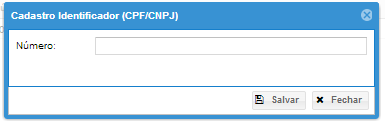 Cadastro Identificador (CPF/CNPJ)
Número:
Salvar Fechar